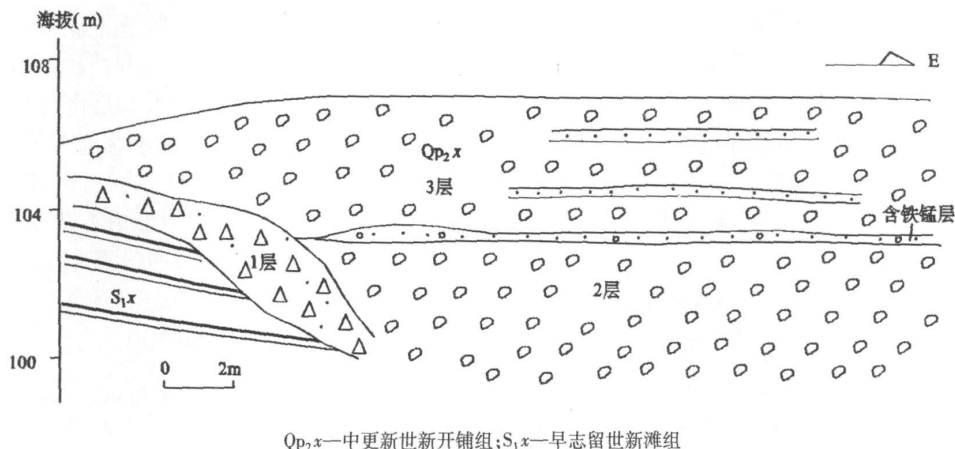 海拔(m)
108
E
Qp₂x
3层
104
含铁锰层
1层
2层
S₁x
100
0 2m
Qp₂x—中更新世新开铺组;S₁x—早志留世新滩组